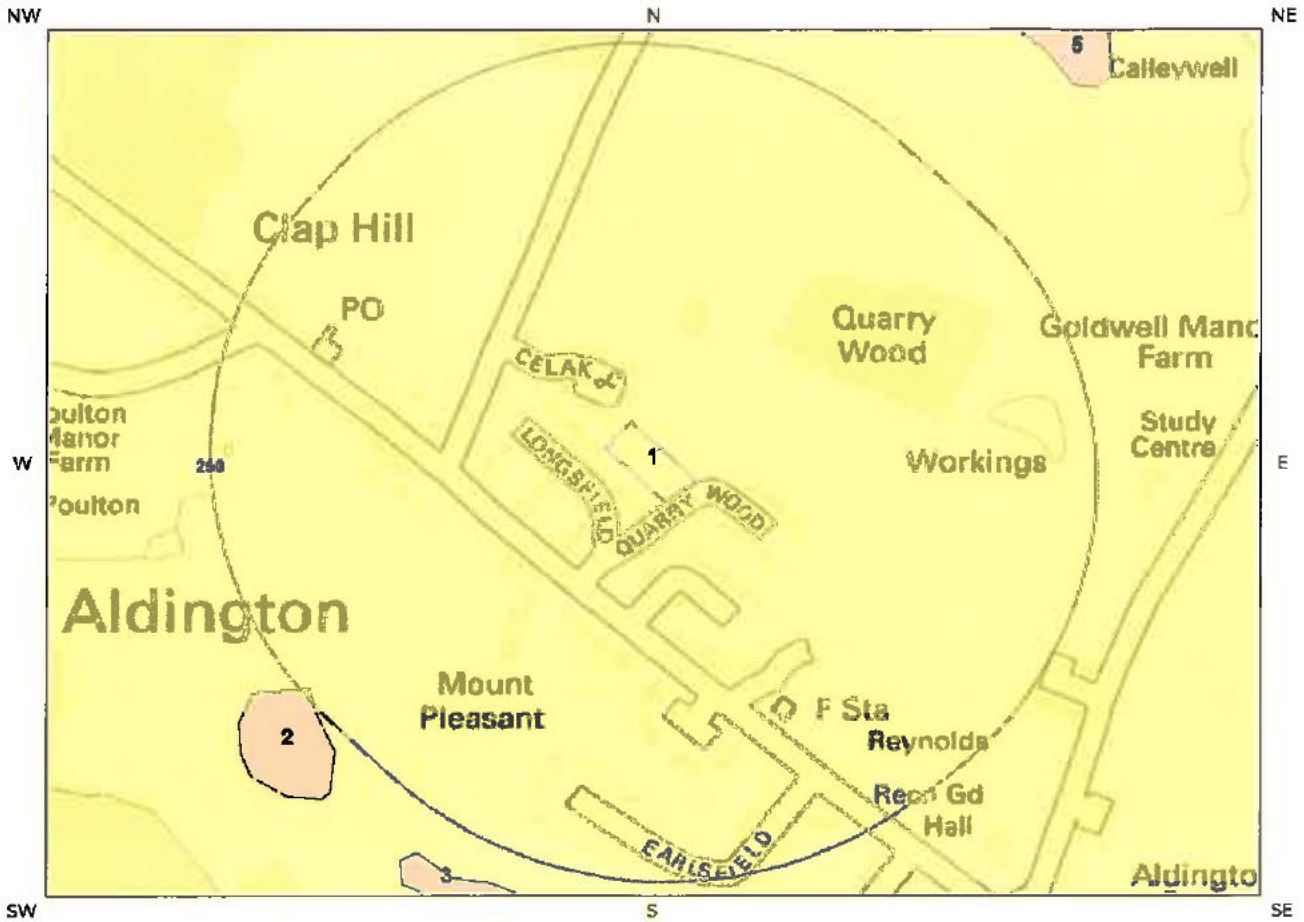 NW
N
NE
5
Calleywell
Clap Hill
PO
Quarry
Wood
Goldwell Mano
Farm
CELAK
oulton
Manor
Farm
Study
Centre
W
250
LONGSFIELD
1
Workings
E
Poulton
QUARRY WOOD
Aldington
Mount
Pleasant
2
F Sta
Reynolds
Recn Gd
Hall
EARLSFIELD
3
Aldingto
SW
S
SE